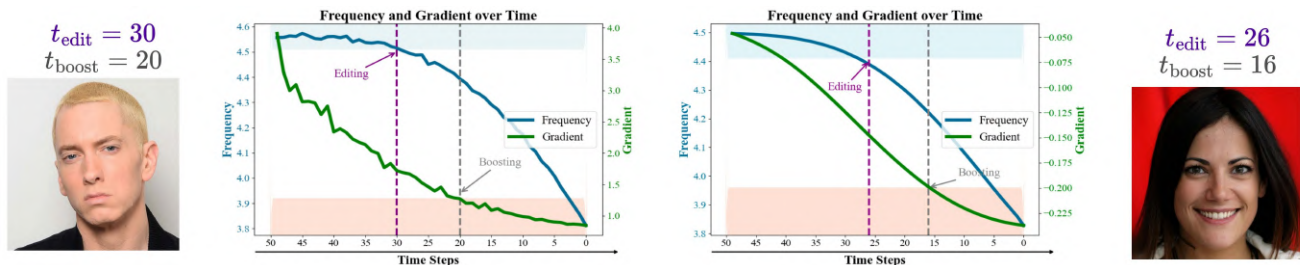 t_edit = 30
t_boost = 20
Frequency and Gradient over Time
4.6
4.5
4.4
4.3
4.2
4.1
4.0
3.9
3.8
Frequency
Editing
Boosting
Frequency
Gradient
4.0
3.5
3.0
2.5
2.0
1.5
1.0
Gradient
50 45 40 35 30 25 20 15 10 5 0
Time Steps
Frequency and Gradient over Time
4.5
4.4
4.3
4.2
4.1
4.0
3.9
3.8
Frequency
Editing
Boosting
Frequency
Gradient
−0.050
−0.075
−0.100
−0.125
−0.150
−0.175
−0.200
−0.225
Gradient
50 45 40 35 30 25 20 15 10 5 0
Time Steps
t_edit = 26
t_boost = 16